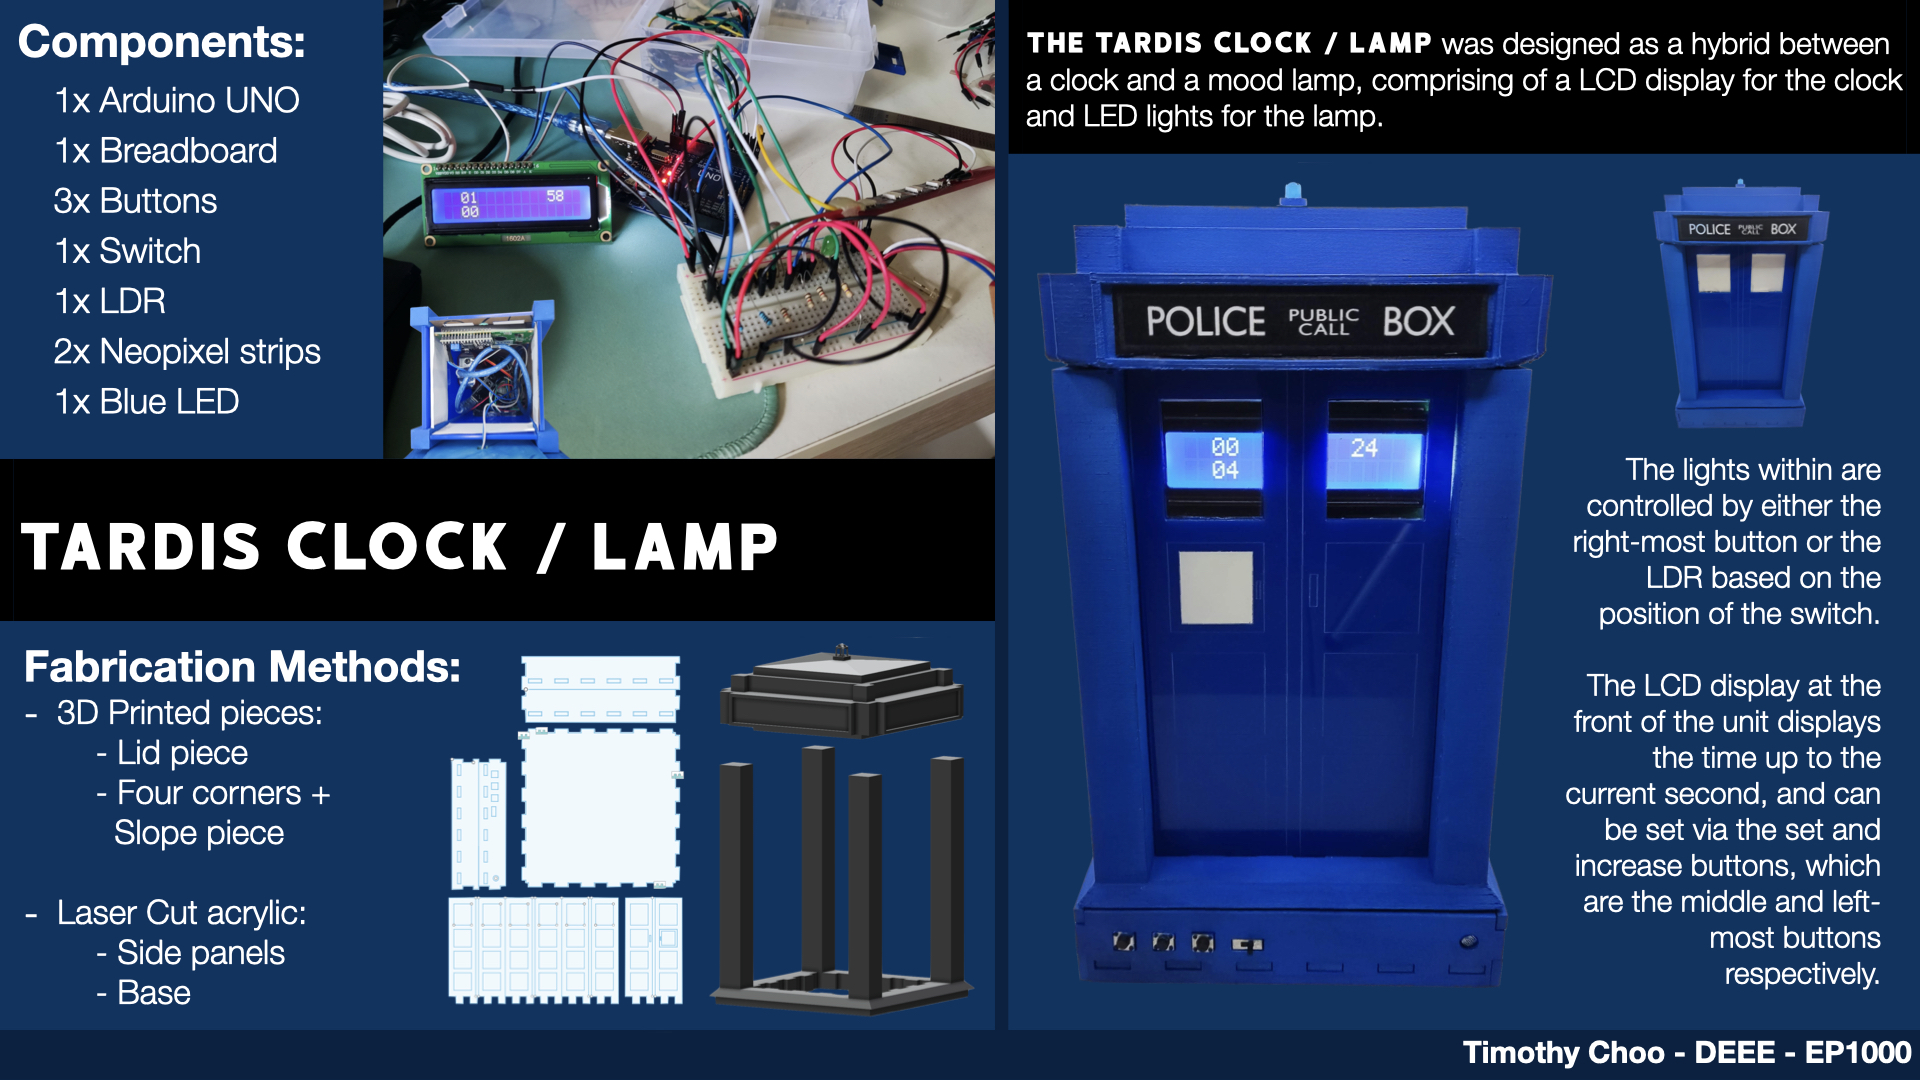 Components:
1x Arduino UNO
1x Breadboard
3x Buttons
1x Switch
1x LDR
2x Neopixel strips
1x Blue LED
01 58
00
1602A
UNO
TARDIS CLOCK / LAMP
Fabrication Methods:
- 3D Printed pieces:
- Lid piece
- Four corners +
Slope piece
- Laser Cut acrylic:
- Side panels
- Base
THE TARDIS CLOCK / LAMP was designed as a hybrid between
a clock and a mood lamp, comprising of a LCD display for the clock
and LED lights for the lamp.
POLICE PUBLIC CALL BOX
00 24
04
POLICE PUBLIC CALL BOX
The lights within are
controlled by either the
right-most button or the
LDR based on the
position of the switch.
The LCD display at the
front of the unit displays
the time up to the
current second, and can
be set via the set and
increase buttons, which
are the middle and left-
most buttons
respectively.
Timothy Choo - DEEE - EP1000